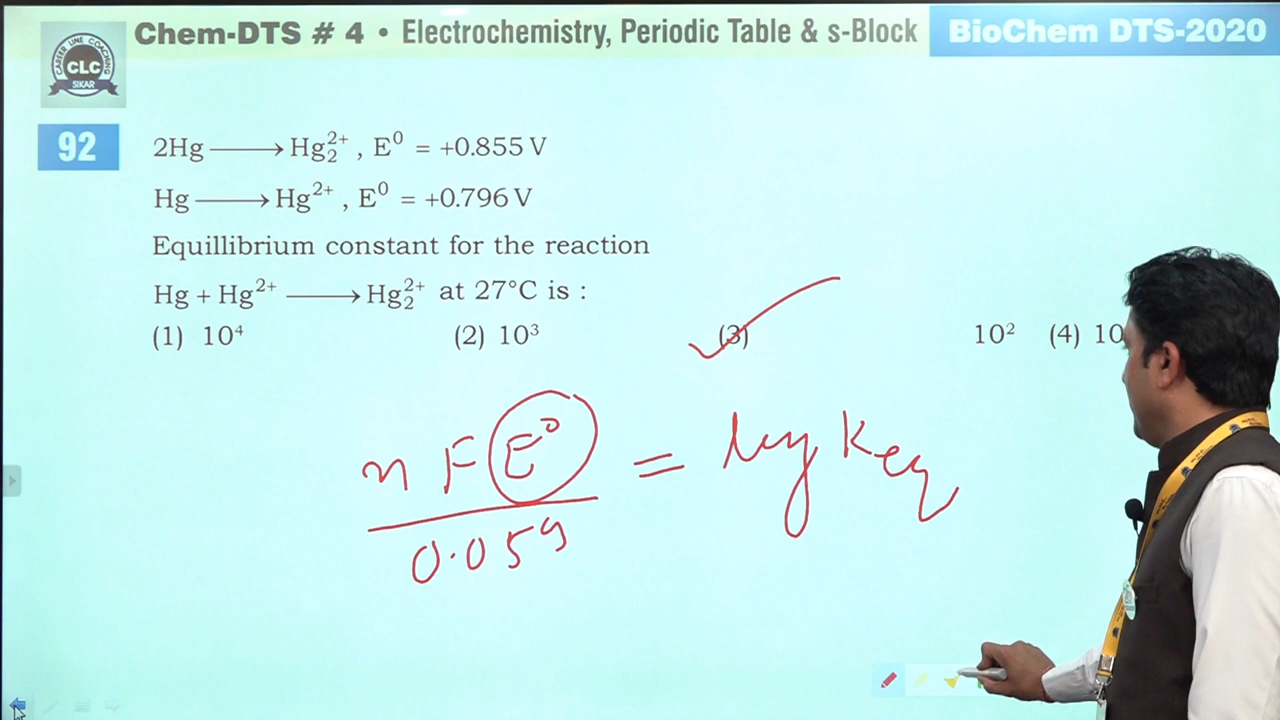 Chem-DTS # 4 • Electrochemistry, Periodic Table & s-Block
BioChem DTS-2020
CAREER LINE COACHING
CLC
SIKAR
92
2Hg ⟶ Hg₂²⁺ , E⁰ = +0.855 V
Hg ⟶ Hg²⁺ , E⁰ = +0.796 V
Equillibrium constant for the reaction
Hg + Hg²⁺ ⟶ Hg₂²⁺ at 27°C is :
(1) 10⁴ (2) 10³ (3) 10² (4) 10
n F E⁰ = log Keq
0.059